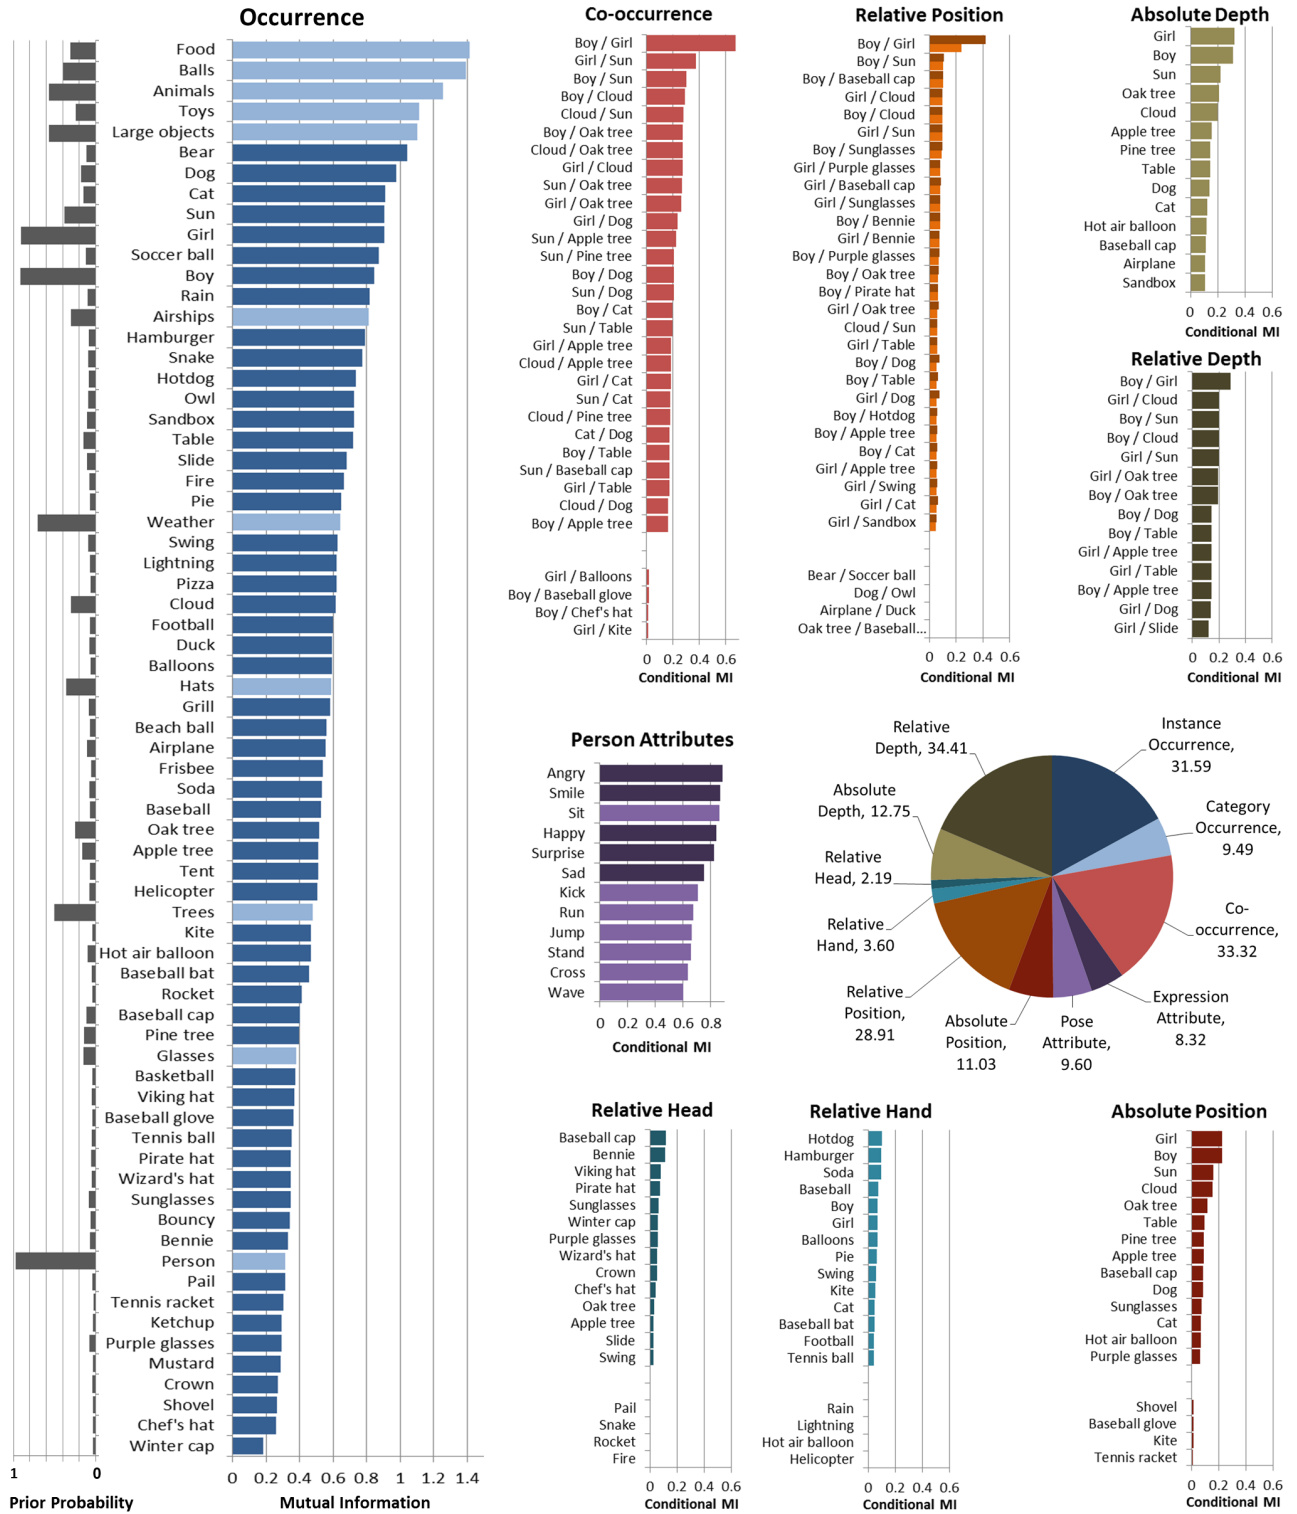 Occurrence
Food
Balls
Animals
Toys
Large objects
Bear
Dog
Cat
Sun
Girl
Soccer ball
Boy
Rain
Airships
Hamburger
Snake
Hotdog
Owl
Sandbox
Table
Slide
Fire
Pie
Weather
Swing
Lightning
Pizza
Cloud
Football
Duck
Balloons
Hats
Grill
Beach ball
Airplane
Frisbee
Soda
Baseball
Oak tree
Apple tree
Tent
Helicopter
Trees
Kite
Hot air balloon
Baseball bat
Rocket
Baseball cap
Pine tree
Glasses
Basketball
Viking hat
Baseball glove
Tennis ball
Pirate hat
Wizard's hat
Sunglasses
Bouncy
Bennie
Person
Pail
Tennis racket
Ketchup
Purple glasses
Mustard
Crown
Shovel
Chef's hat
Winter cap
1 0
0 0.2 0.4 0.6 0.8 1 1.2 1.4
Prior Probability
Mutual Information
Co-occurrence
Boy / Girl
Girl / Sun
Boy / Sun
Boy / Cloud
Cloud / Sun
Boy / Oak tree
Cloud / Oak tree
Girl / Cloud
Sun / Oak tree
Girl / Oak tree
Girl / Dog
Sun / Apple tree
Sun / Pine tree
Boy / Dog
Sun / Dog
Boy / Cat
Sun / Table
Girl / Apple tree
Cloud / Apple tree
Girl / Cat
Sun / Cat
Cloud / Pine tree
Cat / Dog
Boy / Table
Sun / Baseball cap
Girl / Table
Cloud / Dog
Boy / Apple tree
Girl / Balloons
Boy / Baseball glove
Boy / Chef's hat
Girl / Kite
0 0.2 0.4 0.6
Conditional MI
Relative Position
Boy / Girl
Boy / Sun
Boy / Baseball cap
Girl / Cloud
Boy / Cloud
Girl / Sun
Boy / Sunglasses
Girl / Purple glasses
Girl / Baseball cap
Girl / Sunglasses
Boy / Bennie
Girl / Bennie
Boy / Purple glasses
Boy / Oak tree
Boy / Pirate hat
Girl / Oak tree
Cloud / Sun
Girl / Table
Boy / Dog
Boy / Table
Girl / Dog
Boy / Hotdog
Boy / Apple tree
Boy / Cat
Girl / Apple tree
Girl / Swing
Girl / Cat
Girl / Sandbox
Bear / Soccer ball
Dog / Owl
Airplane / Duck
Oak tree / Baseball...
0 0.2 0.4 0.6
Conditional MI
Absolute Depth
Girl
Boy
Sun
Oak tree
Cloud
Apple tree
Pine tree
Table
Dog
Cat
Hot air balloon
Baseball cap
Airplane
Sandbox
0 0.2 0.4 0.6
Conditional MI
Relative Depth
Boy / Girl
Girl / Cloud
Boy / Sun
Boy / Cloud
Girl / Sun
Girl / Oak tree
Boy / Oak tree
Boy / Dog
Boy / Table
Girl / Apple tree
Girl / Table
Boy / Apple tree
Girl / Dog
Girl / Slide
0 0.2 0.4 0.6
Conditional MI
Person Attributes
Angry
Smile
Sit
Happy
Surprise
Sad
Kick
Run
Jump
Stand
Cross
Wave
0 0.2 0.4 0.6 0.8
Conditional MI
Instance
Occurrence,
31.59
Category
Occurrence,
9.49
Co-
occurrence,
33.32
Expression
Attribute,
8.32
Pose
Attribute,
9.60
Absolute
Position,
11.03
Relative
Position,
28.91
Relative
Hand, 3.60
Relative
Head, 2.19
Absolute
Depth, 12.75
Relative
Depth, 34.41
Relative Head
Baseball cap
Bennie
Viking hat
Pirate hat
Sunglasses
Winter cap
Purple glasses
Wizard's hat
Crown
Chef's hat
Oak tree
Apple tree
Slide
Swing
Pail
Snake
Rocket
Fire
0 0.2 0.4 0.6
Conditional MI
Relative Hand
Hotdog
Hamburger
Soda
Baseball
Boy
Girl
Balloons
Pie
Swing
Kite
Cat
Baseball bat
Football
Tennis ball
Rain
Lightning
Hot air balloon
Helicopter
0 0.2 0.4 0.6
Conditional MI
Absolute Position
Girl
Boy
Sun
Cloud
Oak tree
Table
Pine tree
Apple tree
Baseball cap
Dog
Sunglasses
Cat
Hot air balloon
Purple glasses
Shovel
Baseball glove
Kite
Tennis racket
0 0.2 0.4 0.6
Conditional MI